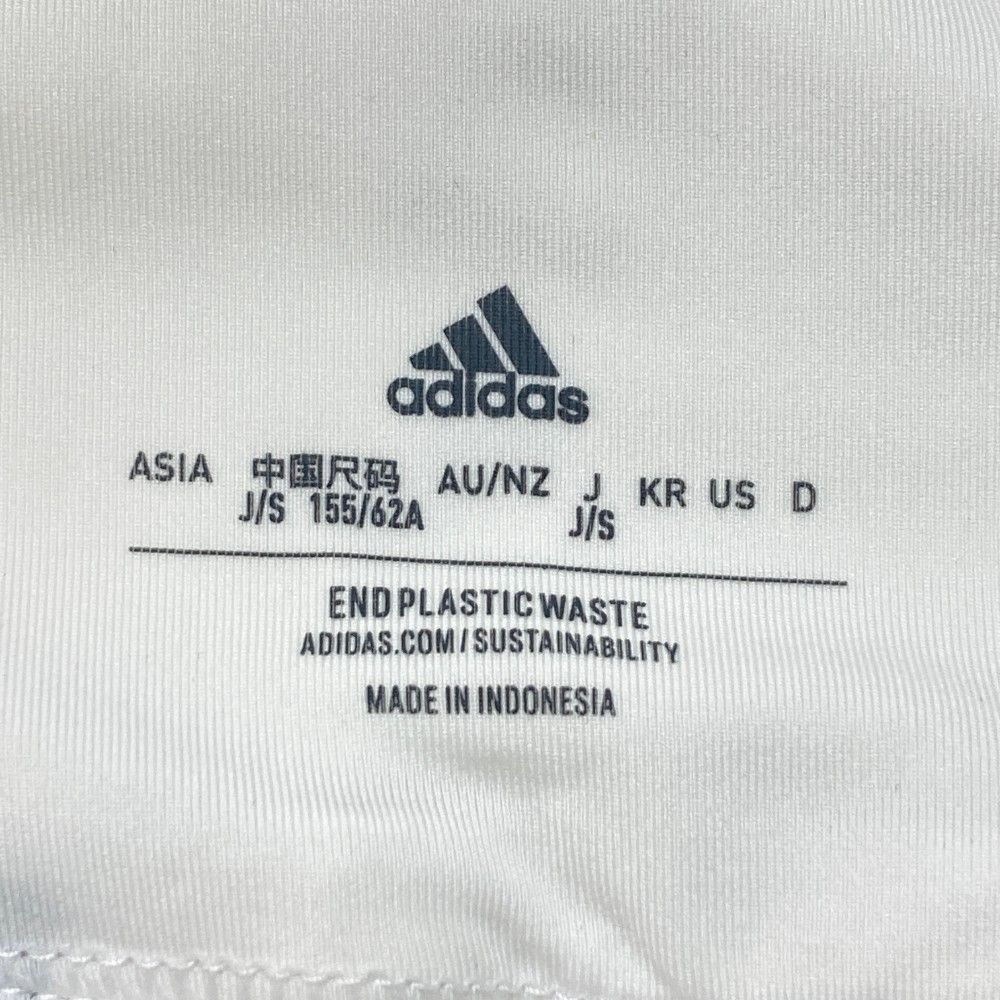 adidas
ASIA 中国尺码 AU/NZ J KR US D
J/S 155/62A J/S
END PLASTIC WASTE
ADIDAS.COM/SUSTAINABILITY
MADE IN INDONESIA